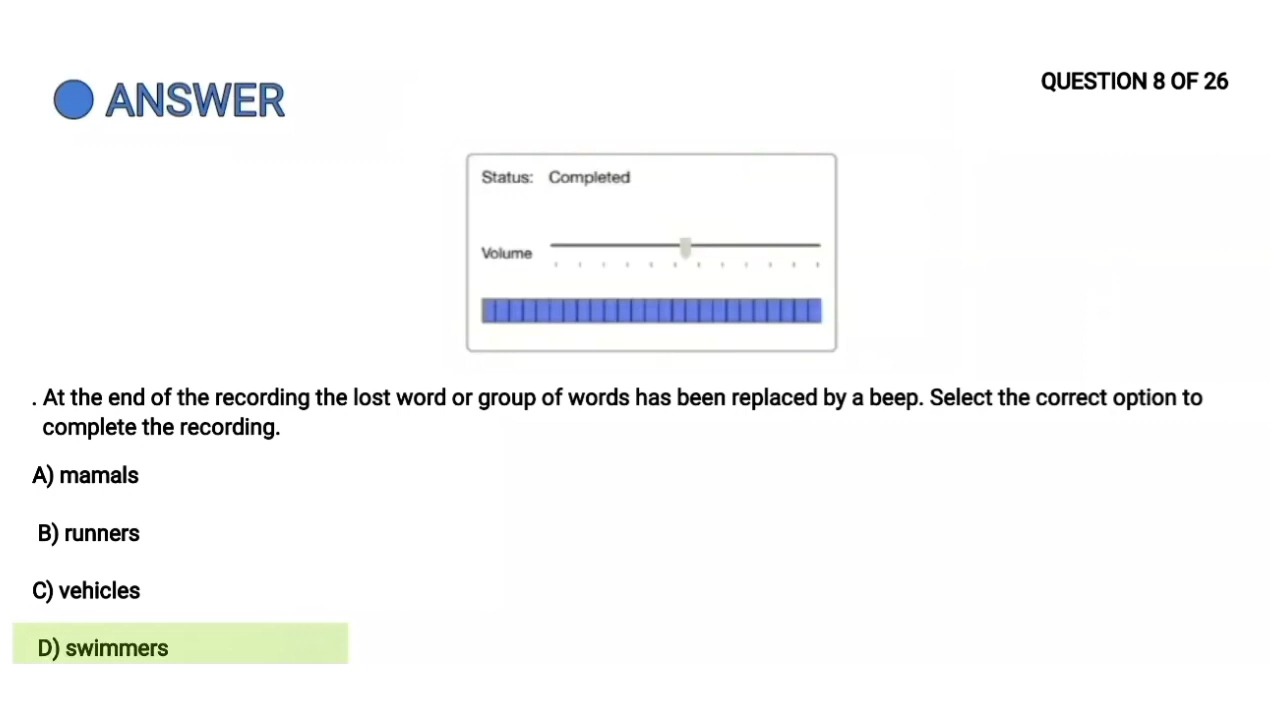 ANSWER
QUESTION 8 OF 26
Status: Completed
Volume
. At the end of the recording the lost word or group of words has been replaced by a beep. Select the correct option to
complete the recording.
A) mamals
B) runners
C) vehicles
D) swimmers